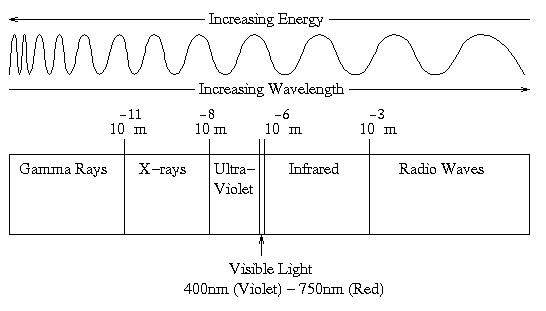 Increasing Energy
Increasing Wavelength
−11 −8 −6 −3
10 m 10 m 10 m 10 m
Gamma Rays X−rays Ultra− Infrared Radio Waves
Violet
Visible Light
400nm (Violet) − 750nm (Red)